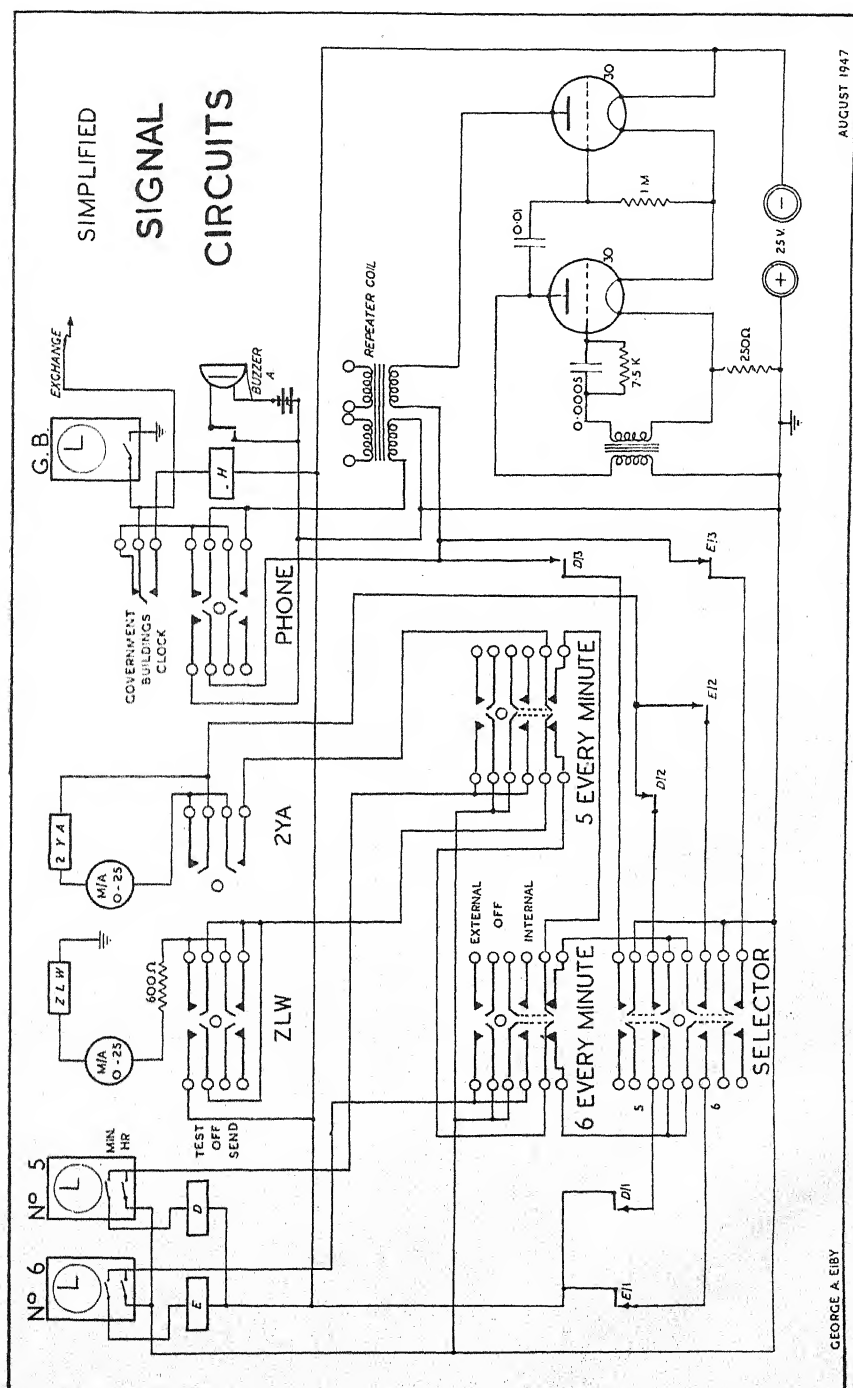 SIMPLIFIED
SIGNAL
CIRCUITS
Nº 6
Nº 5
MIN.
HR
E
D
ZLW
M/A
0-25
600Ω
TEST
OFF
SEND
ZLW
2YA
M/A
0-25
2YA
GOVERNMENT
BUILDINGS
CLOCK
G. B.
EXCHANGE
H
BUZZER
A
PHONE
REPEATER COIL
EXTERNAL
OFF
INTERNAL
6 EVERY MINUTE
5 EVERY MINUTE
5
6
SELECTOR
E/1
D/1
D/2
E/2
D/3
E/3
0·0005
7·5 K
30
0·01
1 M
30
250Ω
+
25 V.
-
GEORGE A. EIBY
AUGUST 1947